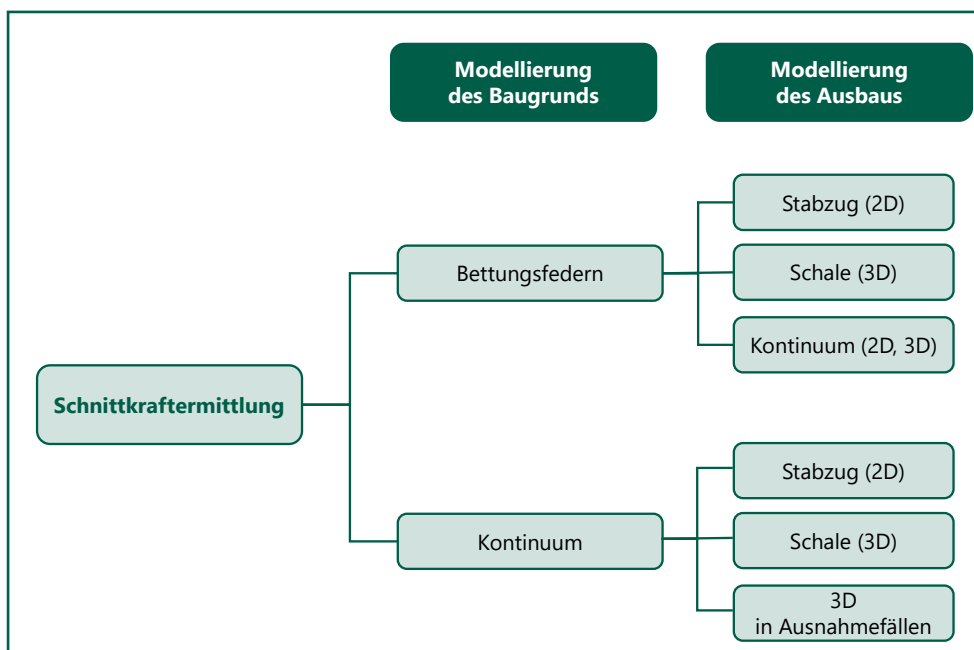 Modellierung
des Baugrunds
Modellierung
des Ausbaus
Schnittkraftermittlung
Bettungsfedern
Stabzug (2D)
Schale (3D)
Kontinuum (2D, 3D)
Kontinuum
Stabzug (2D)
Schale (3D)
3D
in Ausnahmefällen